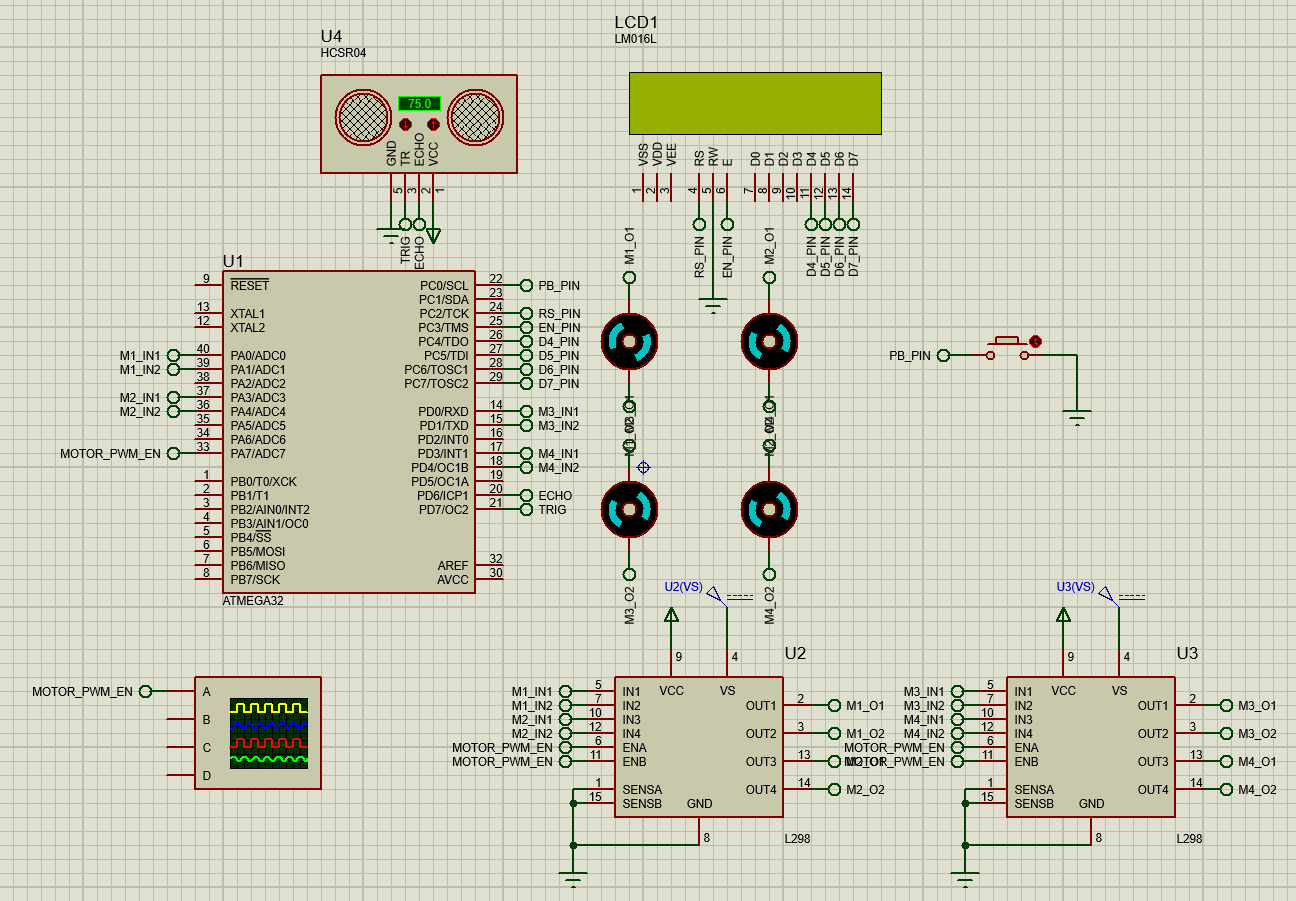 U4
HCSR04
75.0
GND
TR
ECHO
VCC
5
3
2
1
TRIG
ECHO
LCD1
LM016L
VSS
VDD
VEE
RS
RW
E
D0
D1
D2
D3
D4
D5
D6
D7
1
2
3
4
5
6
7
8
9
10
11
12
13
14
RS_PIN
EN_PIN
D4_PIN
D5_PIN
D6_PIN
D7_PIN
U1
9 RESET
13 XTAL1
12 XTAL2
M1_IN1 40 PA0/ADC0
M1_IN2 39 PA1/ADC1
38 PA2/ADC2
M2_IN1 37 PA3/ADC3
M2_IN2 36 PA4/ADC4
35 PA5/ADC5
34 PA6/ADC6
MOTOR_PWM_EN 33 PA7/ADC7
1 PB0/T0/XCK
2 PB1/T1
3 PB2/AIN0/INT2
4 PB3/AIN1/OC0
5 PB4/SS
6 PB5/MOSI
7 PB6/MISO
8 PB7/SCK
PC0/SCL 22 PB_PIN
PC1/SDA 23
PC2/TCK 24 RS_PIN
PC3/TMS 25 EN_PIN
PC4/TDO 26 D4_PIN
PC5/TDI 27 D5_PIN
PC6/TOSC1 28 D6_PIN
PC7/TOSC2 29 D7_PIN
PD0/RXD 14 M3_IN1
PD1/TXD 15 M3_IN2
PD2/INT0 16
PD3/INT1 17 M4_IN1
PD4/OC1B 18 M4_IN2
PD5/OC1A 19
PD6/ICP1 20 ECHO
PD7/OC2 21 TRIG
AREF 32
AVCC 30
ATMEGA32
M1_O1
M2_O1
M3_O2
M4_O2
PB_PIN
MOTOR_PWM_EN A
B
C
D
U2(VS)
U2
9
4
VCC
VS
M1_IN1 5 IN1
M1_IN2 7 IN2
M2_IN1 10 IN3
M2_IN2 12 IN4
MOTOR_PWM_EN 6 ENA
MOTOR_PWM_EN 11 ENB
1 SENSA
15 SENSB
GND
8
OUT1 2 M1_O1
OUT2 3 M1_O2
OUT3 13
OUT4 14 M2_O2
L298
U3(VS)
U3
9
4
VCC
VS
M3_IN1 5 IN1
M3_IN2 7 IN2
M4_IN1 10 IN3
M4_IN2 12 IN4
MOTOR_PWM_EN 6 ENA
MOTOR_PWM_EN 11 ENB
1 SENSA
15 SENSB
GND
8
OUT1 2 M3_O1
OUT2 3 M3_O2
OUT3 13 M4_O1
OUT4 14 M4_O2
L298